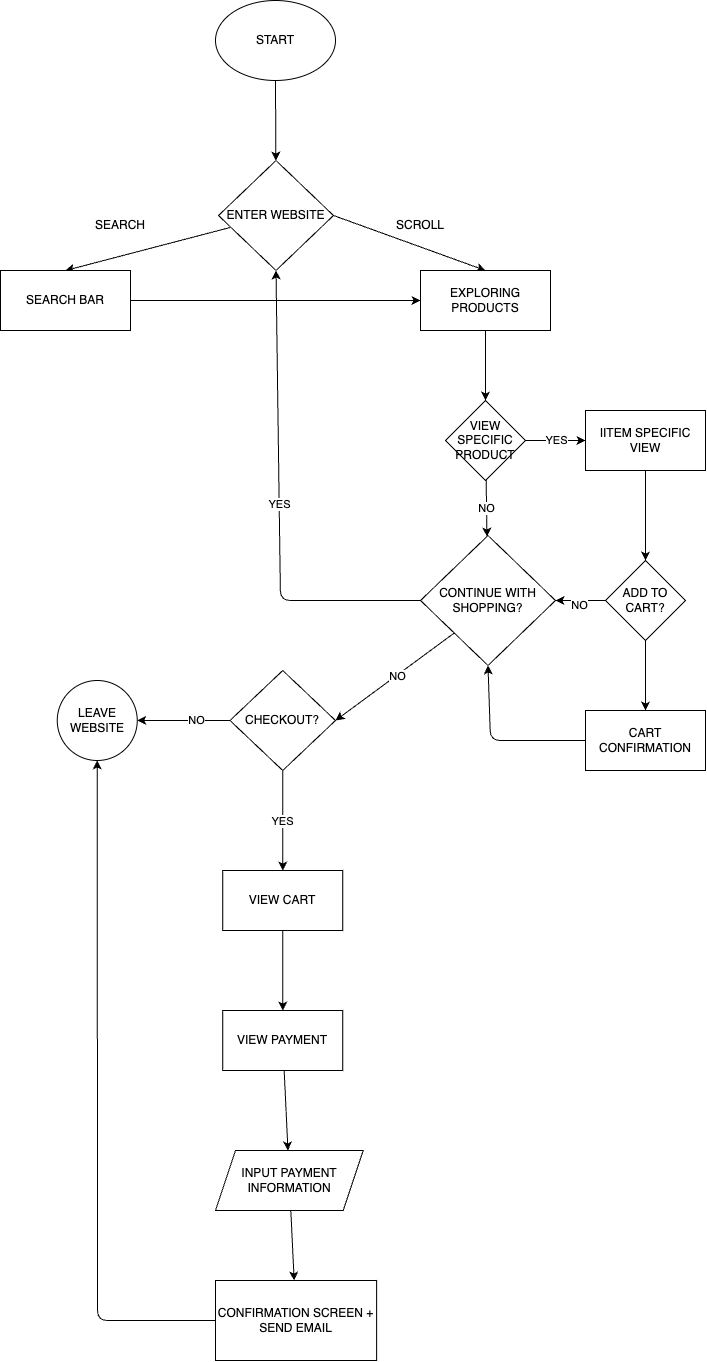 START
ENTER WEBSITE
SEARCH
SCROLL
SEARCH BAR
EXPLORING
PRODUCTS
VIEW
SPECIFIC
PRODUCT
YES
IITEM SPECIFIC
VIEW
YES
NO
CONTINUE WITH
SHOPPING?
NO
ADD TO
CART?
NO
LEAVE
WEBSITE
NO
CHECKOUT?
CART
CONFIRMATION
YES
VIEW CART
VIEW PAYMENT
INPUT PAYMENT
INFORMATION
CONFIRMATION SCREEN +
SEND EMAIL